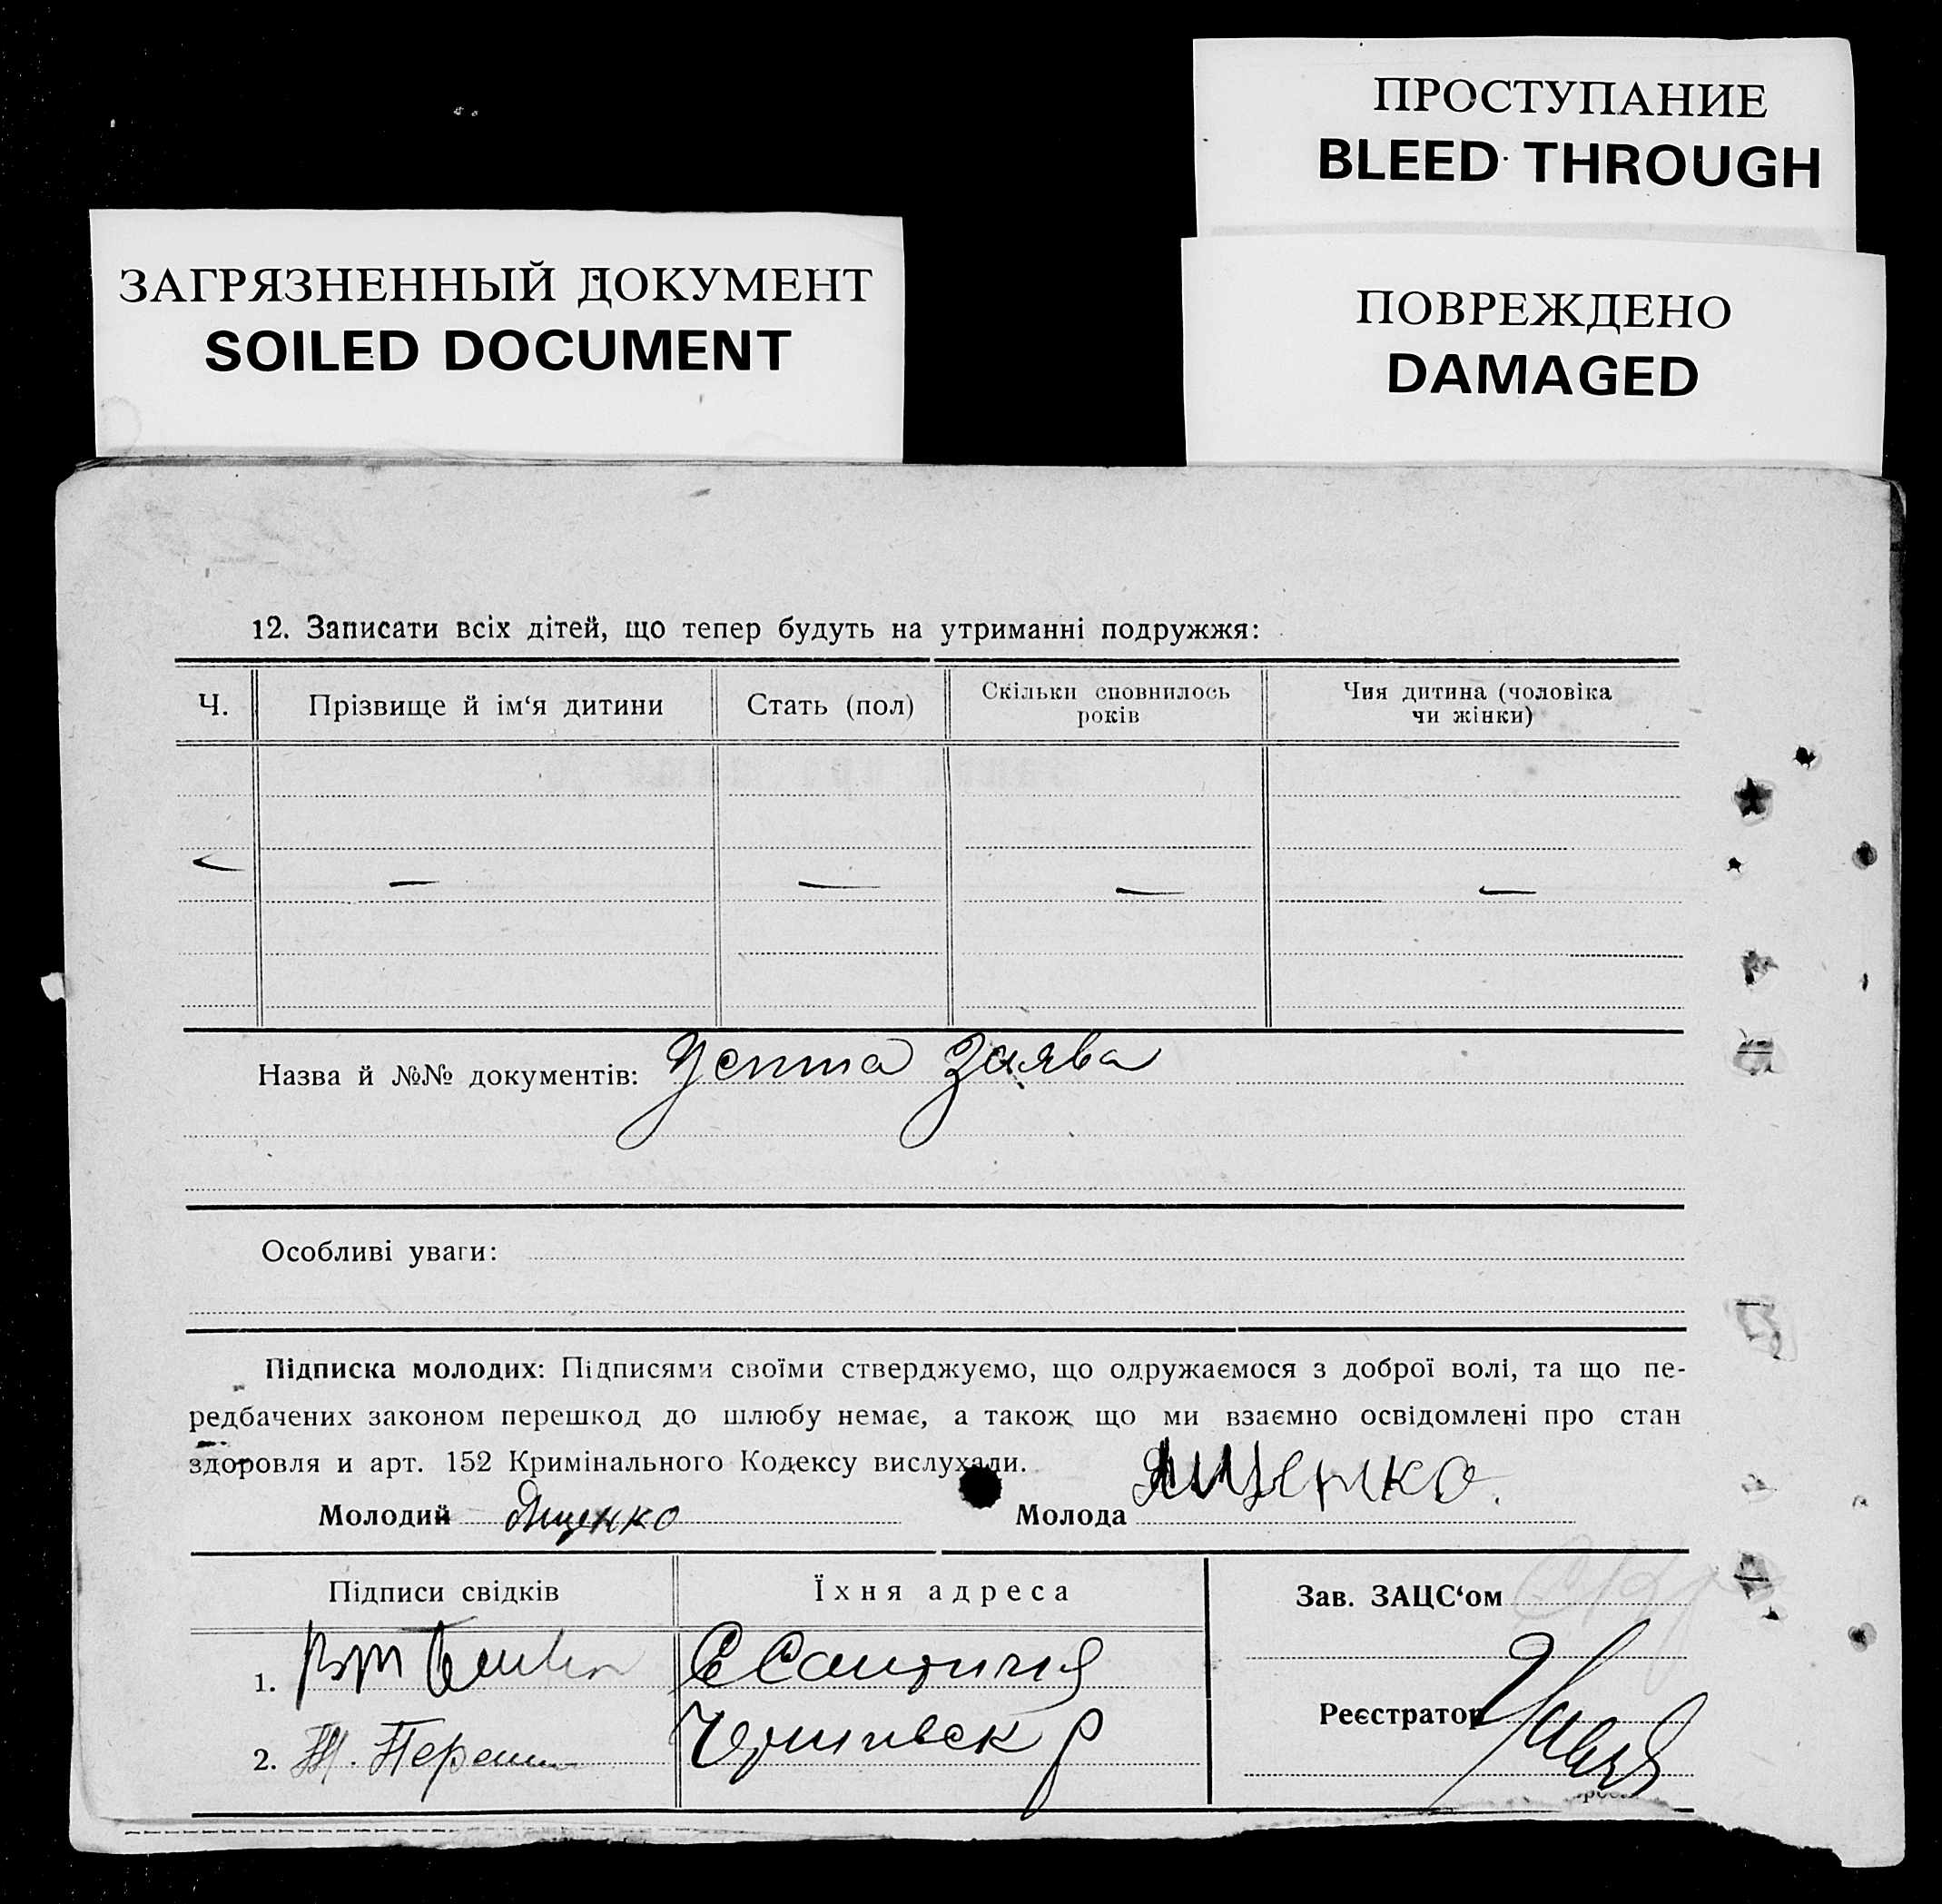 ПРОСТУПАНИЕ
BLEED THROUGH
ЗАГРЯЗНЕННЫЙ ДОКУМЕНТ
SOILED DOCUMENT
ПОВРЕЖДЕНО
DAMAGED
12. Записати всіх дітей, що тепер будуть на утриманні подружжя:
Ч. Прізвище й ім‘я дитини Стать (пол) Скільки сповнилось років Чия дитина (чоловіка чи жінки)
— — — — —
Назва й №№ документів: УсTна Заява
Особливі уваги:
Підписка молодих: Підписями своїми стверджуємо, що одружаємося з доброї волі, та що пе-
редбачених законом перешкод до шлюбу немає, а також що ми взаємно освідомлені про стан
здоровля и арт. 152 Кримінального Кодексу вислухали.
Молодий Ященко Молода Ященко.
Підписи свідків Їхня адреса Зав. ЗАЦС‘ом
1.
Реєстратор
2.